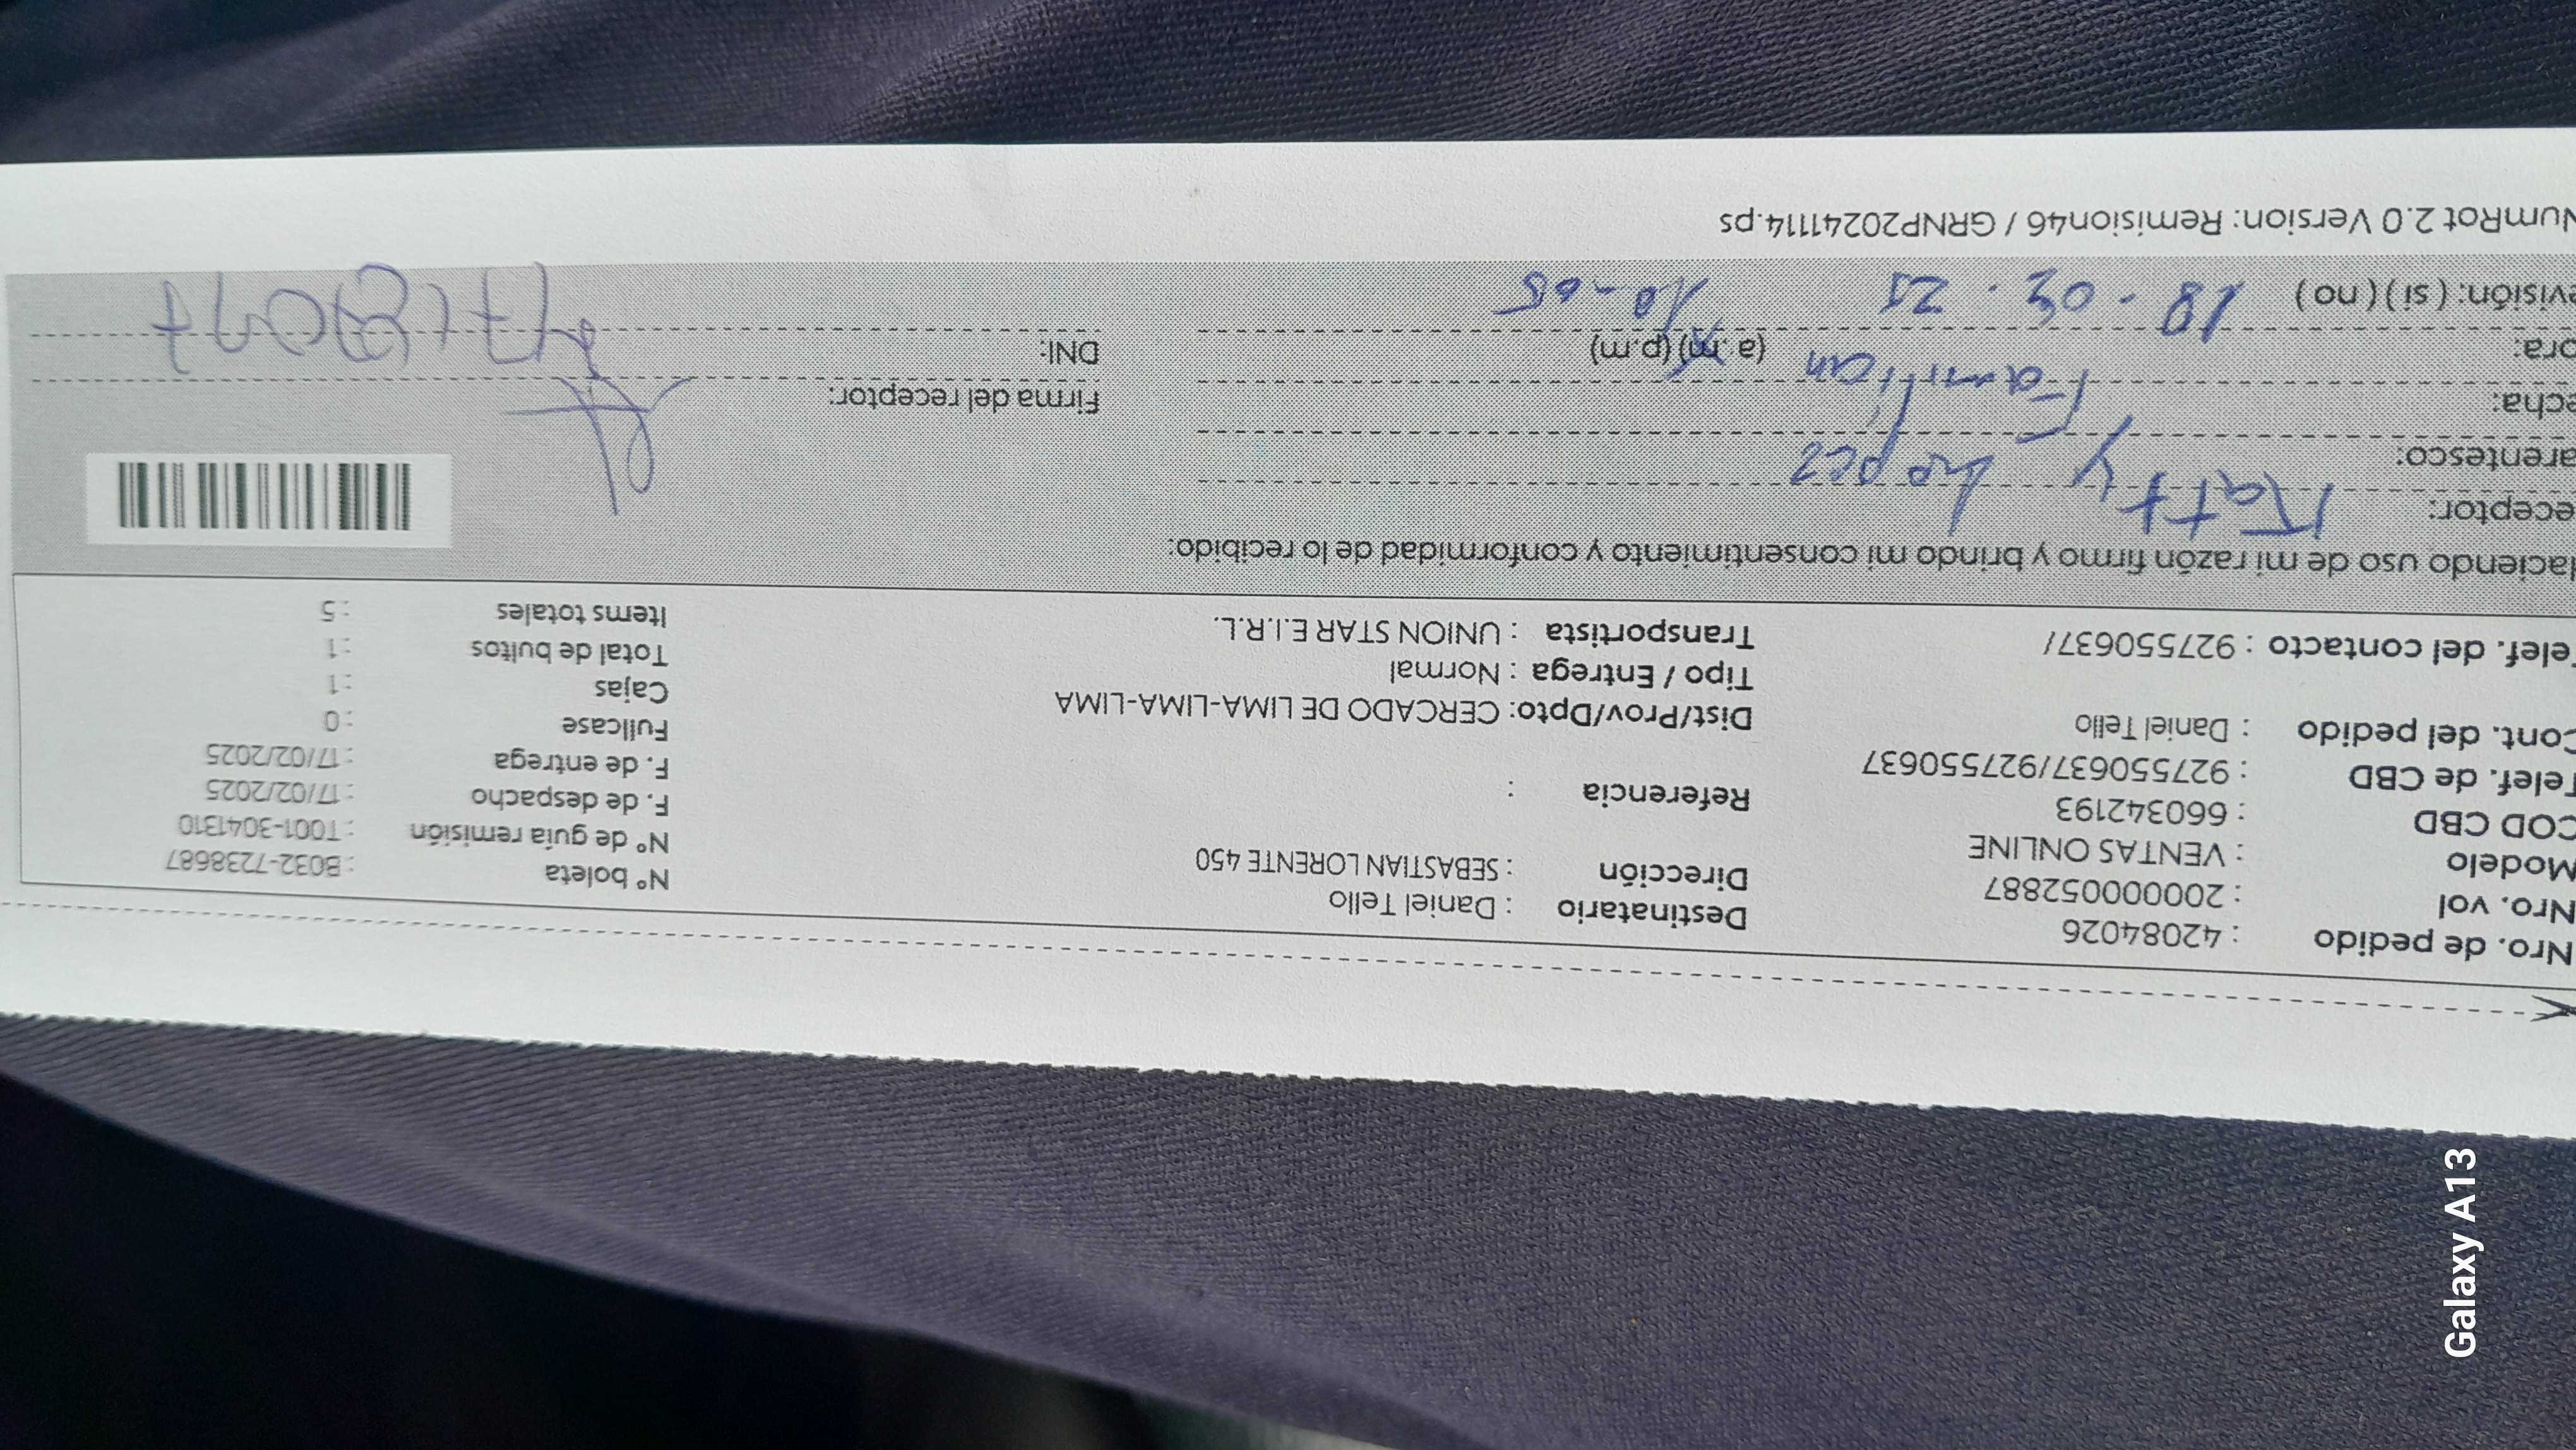 Nro. de pedido : 42084026
Nro. vol : 20000052887
Modelo : VENTAS ONLINE
COD CBD : 660342193
Telef. de CBD : 927550637/927550637
Cont. del pedido : Daniel Tello
Telef. del contacto : 927550637/
Destinatario : Daniel Tello
Dirección : SEBASTIAN LORENTE 450
Referencia :
Dist/Prov/Dpto: CERCADO DE LIMA-LIMA-LIMA
Tipo / Entrega : Normal
Transportista : UNION STAR E.I.R.L.
N° boleta : B032-7238687
N° de guía remisión : T001-3041310
F. de despacho : 17/02/2025
F. de entrega : 17/02/2025
Fullcase : 0
Cajas : 1
Total de bultos : 1
Items totales : 5
Haciendo uso de mi razón firmo y brindo mi consentimiento y conformidad de lo recibido:
eceptor: Katty Lopez
arentesco: Familiar
echa:
ora: (a.m) (p.m)
evisión: ( si ) ( no ) 18 - 02 - 25 10-05
Firma del receptor:
DNI:
NumRot 2.0 Version: Remision46 / GRNP20241114.ps
Galaxy A13